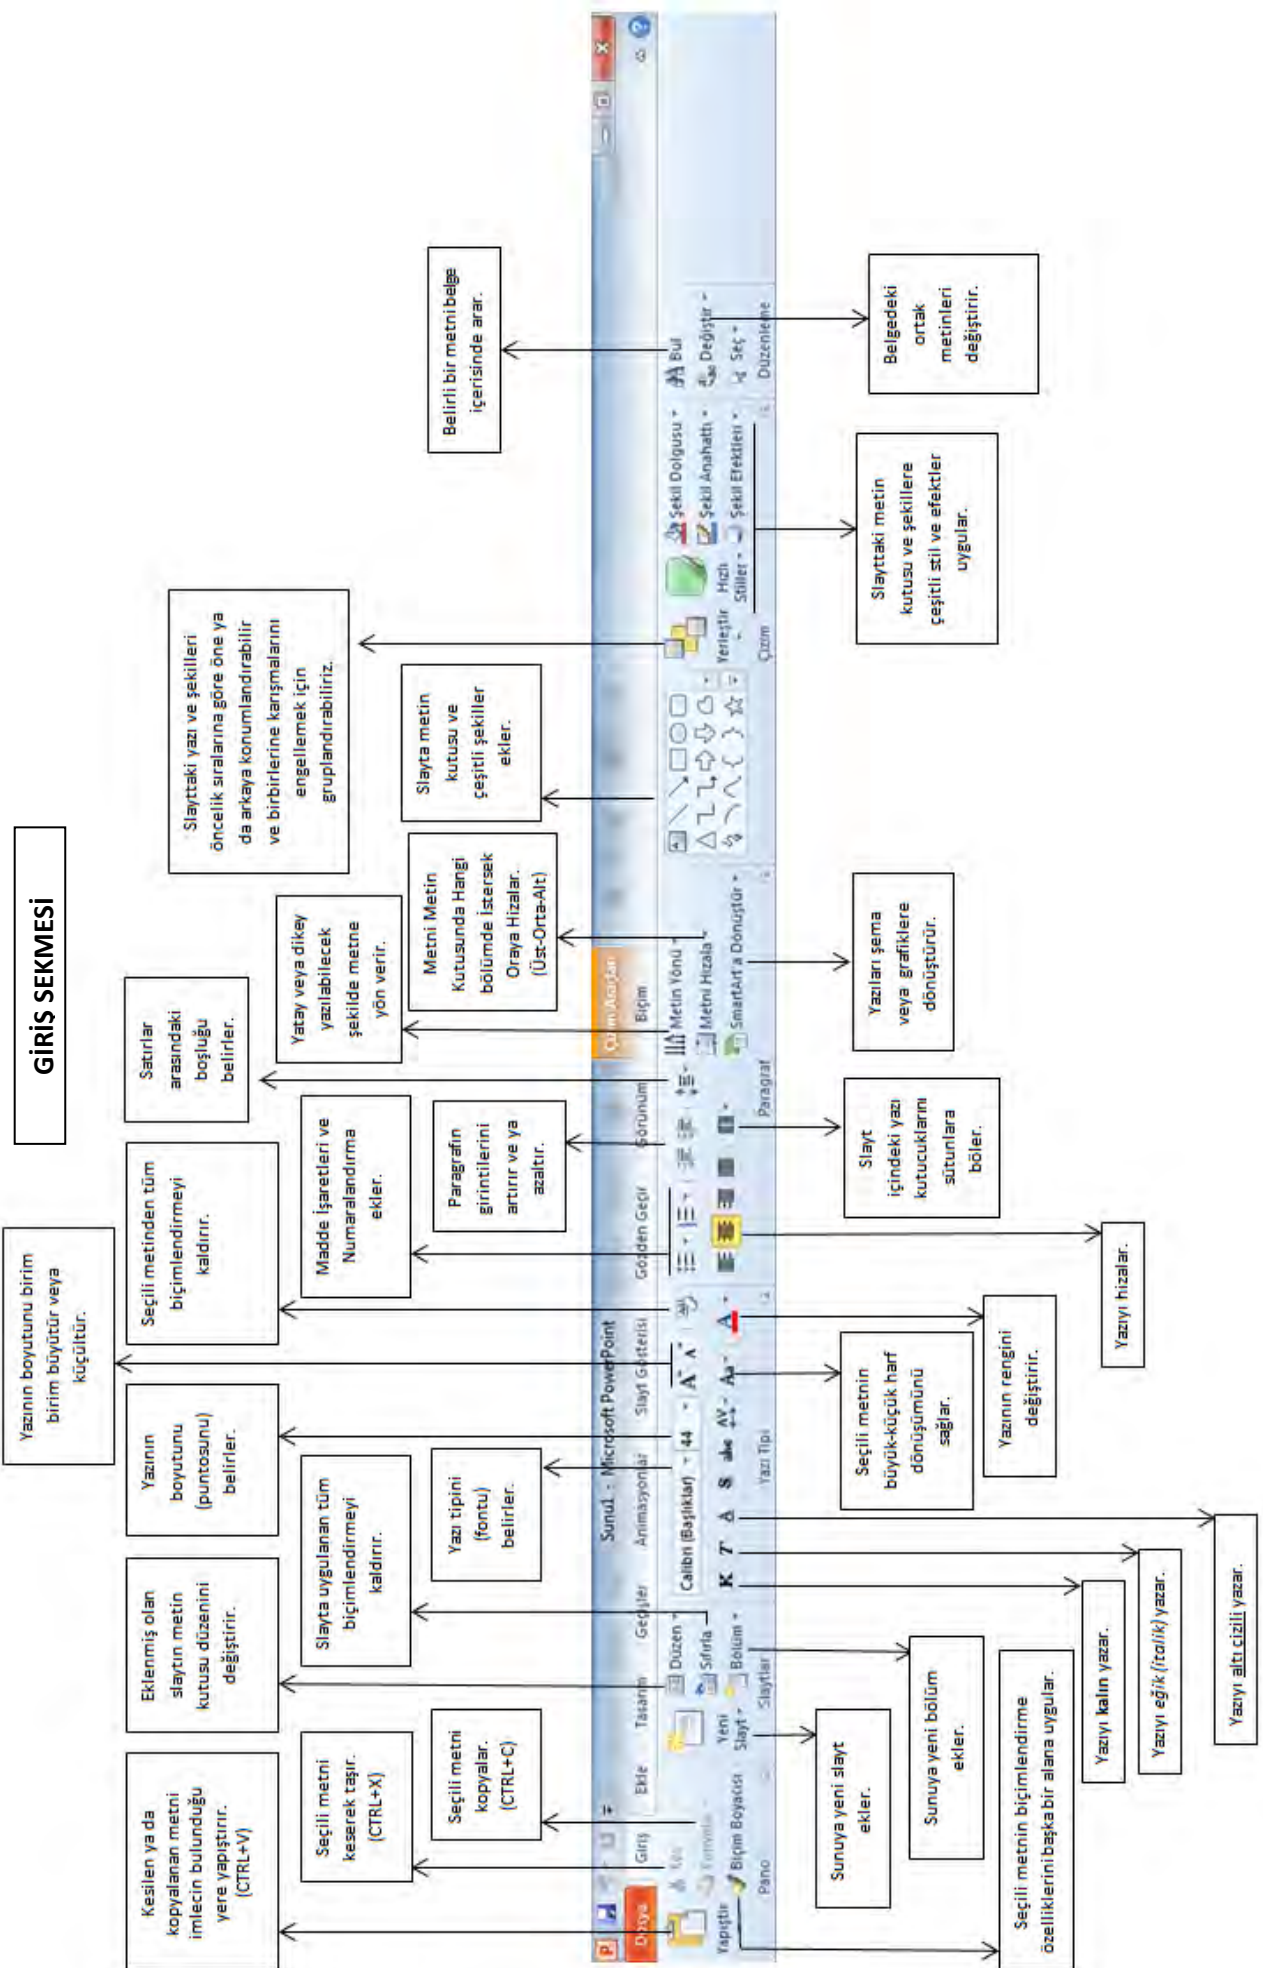 GİRİŞ SEKMESİ
Yazının boyutunu birim
birim büyütür veya
küçültür.
Kesilen ya da
kopyalanan metni
imlecin bulunduğu
yere yapıştırır.
(CTRL+V)
Eklenmiş olan
slaytın metin
kutusu düzenini
değiştirir.
Yazının
boyutunu
(puntosunu)
belirler.
Seçili metinden tüm
biçimlendirmeyi
kaldırır.
Satırlar
arasındaki
boşluğu
belirler.
Slayttaki yazı ve şekilleri
öncelik sıralarına göre öne ya
da arkaya konumlandırabilir
ve birbirlerine karışmalarını
engellemek için
gruplandırabiliriz.
Seçili metni
keserek taşır.
(CTRL+X)
Slayta uygulanan tüm
biçimlendirmeyi
kaldırır.
Madde İşaretleri ve
Numaralandırma
ekler.
Yatay veya dikey
yazılabilecek
şekilde metne
yön verir.
Seçili metni
kopyalar.
(CTRL+C)
Yazı tipini
(fontu)
belirler.
Paragrafın
girintilerini
artırır ve ya
azaltır.
Metni Metin
Kutusunda Hangi
bölümde İstersek
Oraya Hizalar.
(Üst-Orta-Alt)
Slayta metin
kutusu ve
çeşitli şekiller
ekler.
Belirli bir metni belge
içerisinde arar.
Sunu1 - Microsoft PowerPoint
Çizim Araçları
Dosya Giriş Ekle Tasarım Geçişler Animasyonlar Slayt Gösterisi Gözden Geçir Görünüm Biçim
Yapıştır
Kes
Kopyala
Biçim Boyacısı
Pano
Yeni
Slayt
Düzen
Sıfırla
Bölüm
Slaytlar
Calibri (Başlıklar) 44 A A
K T A S abc AV Aa A
Yazı Tipi
Metin Yönü
Metni Hizala
SmartArt'a Dönüştür
Paragraf
Yerleştir
Hızlı
Stiller
Şekil Dolgusu
Şekil Anahattı
Şekil Efektleri
Çizim
Bul
Değiştir
Seç
Düzenleme
Sunuya yeni slayt
ekler.
Sunuya yeni bölüm
ekler.
Seçili metnin biçimlendirme
özelliklerini başka bir alana uygular.
Yazıyı kalın yazar.
Yazıyı eğik (italik) yazar.
Yazıyı altı çizili yazar.
Seçili metnin
büyük-küçük harf
dönüşümünü
sağlar.
Yazının rengini
değiştirir.
Yazıyı hizalar.
Slayt
içindeki yazı
kutucuklarını
sütunlara
böler.
Yazıları şema
veya grafiklere
dönüştürür.
Slayttaki metin
kutusu ve şekillere
çeşitli stil ve efektler
uygular.
Belgedeki
ortak
metinleri
değiştirir.